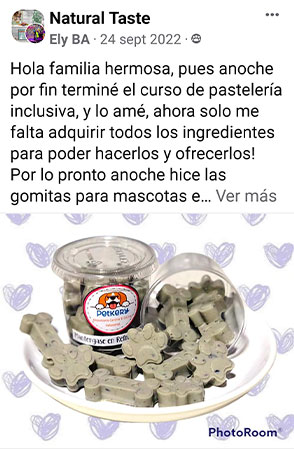 Natural Taste
Ely BA · 24 sept 2022 ·
Hola familia hermosa, pues anoche
por fin terminé el curso de pastelería
inclusiva, y lo amé, ahora solo me
falta adquirir todos los ingredientes
para poder hacerlos y ofrecerlos!
Por lo pronto anoche hice las
gomitas para mascotas e... Ver más
Petkery
en
PhotoRoom